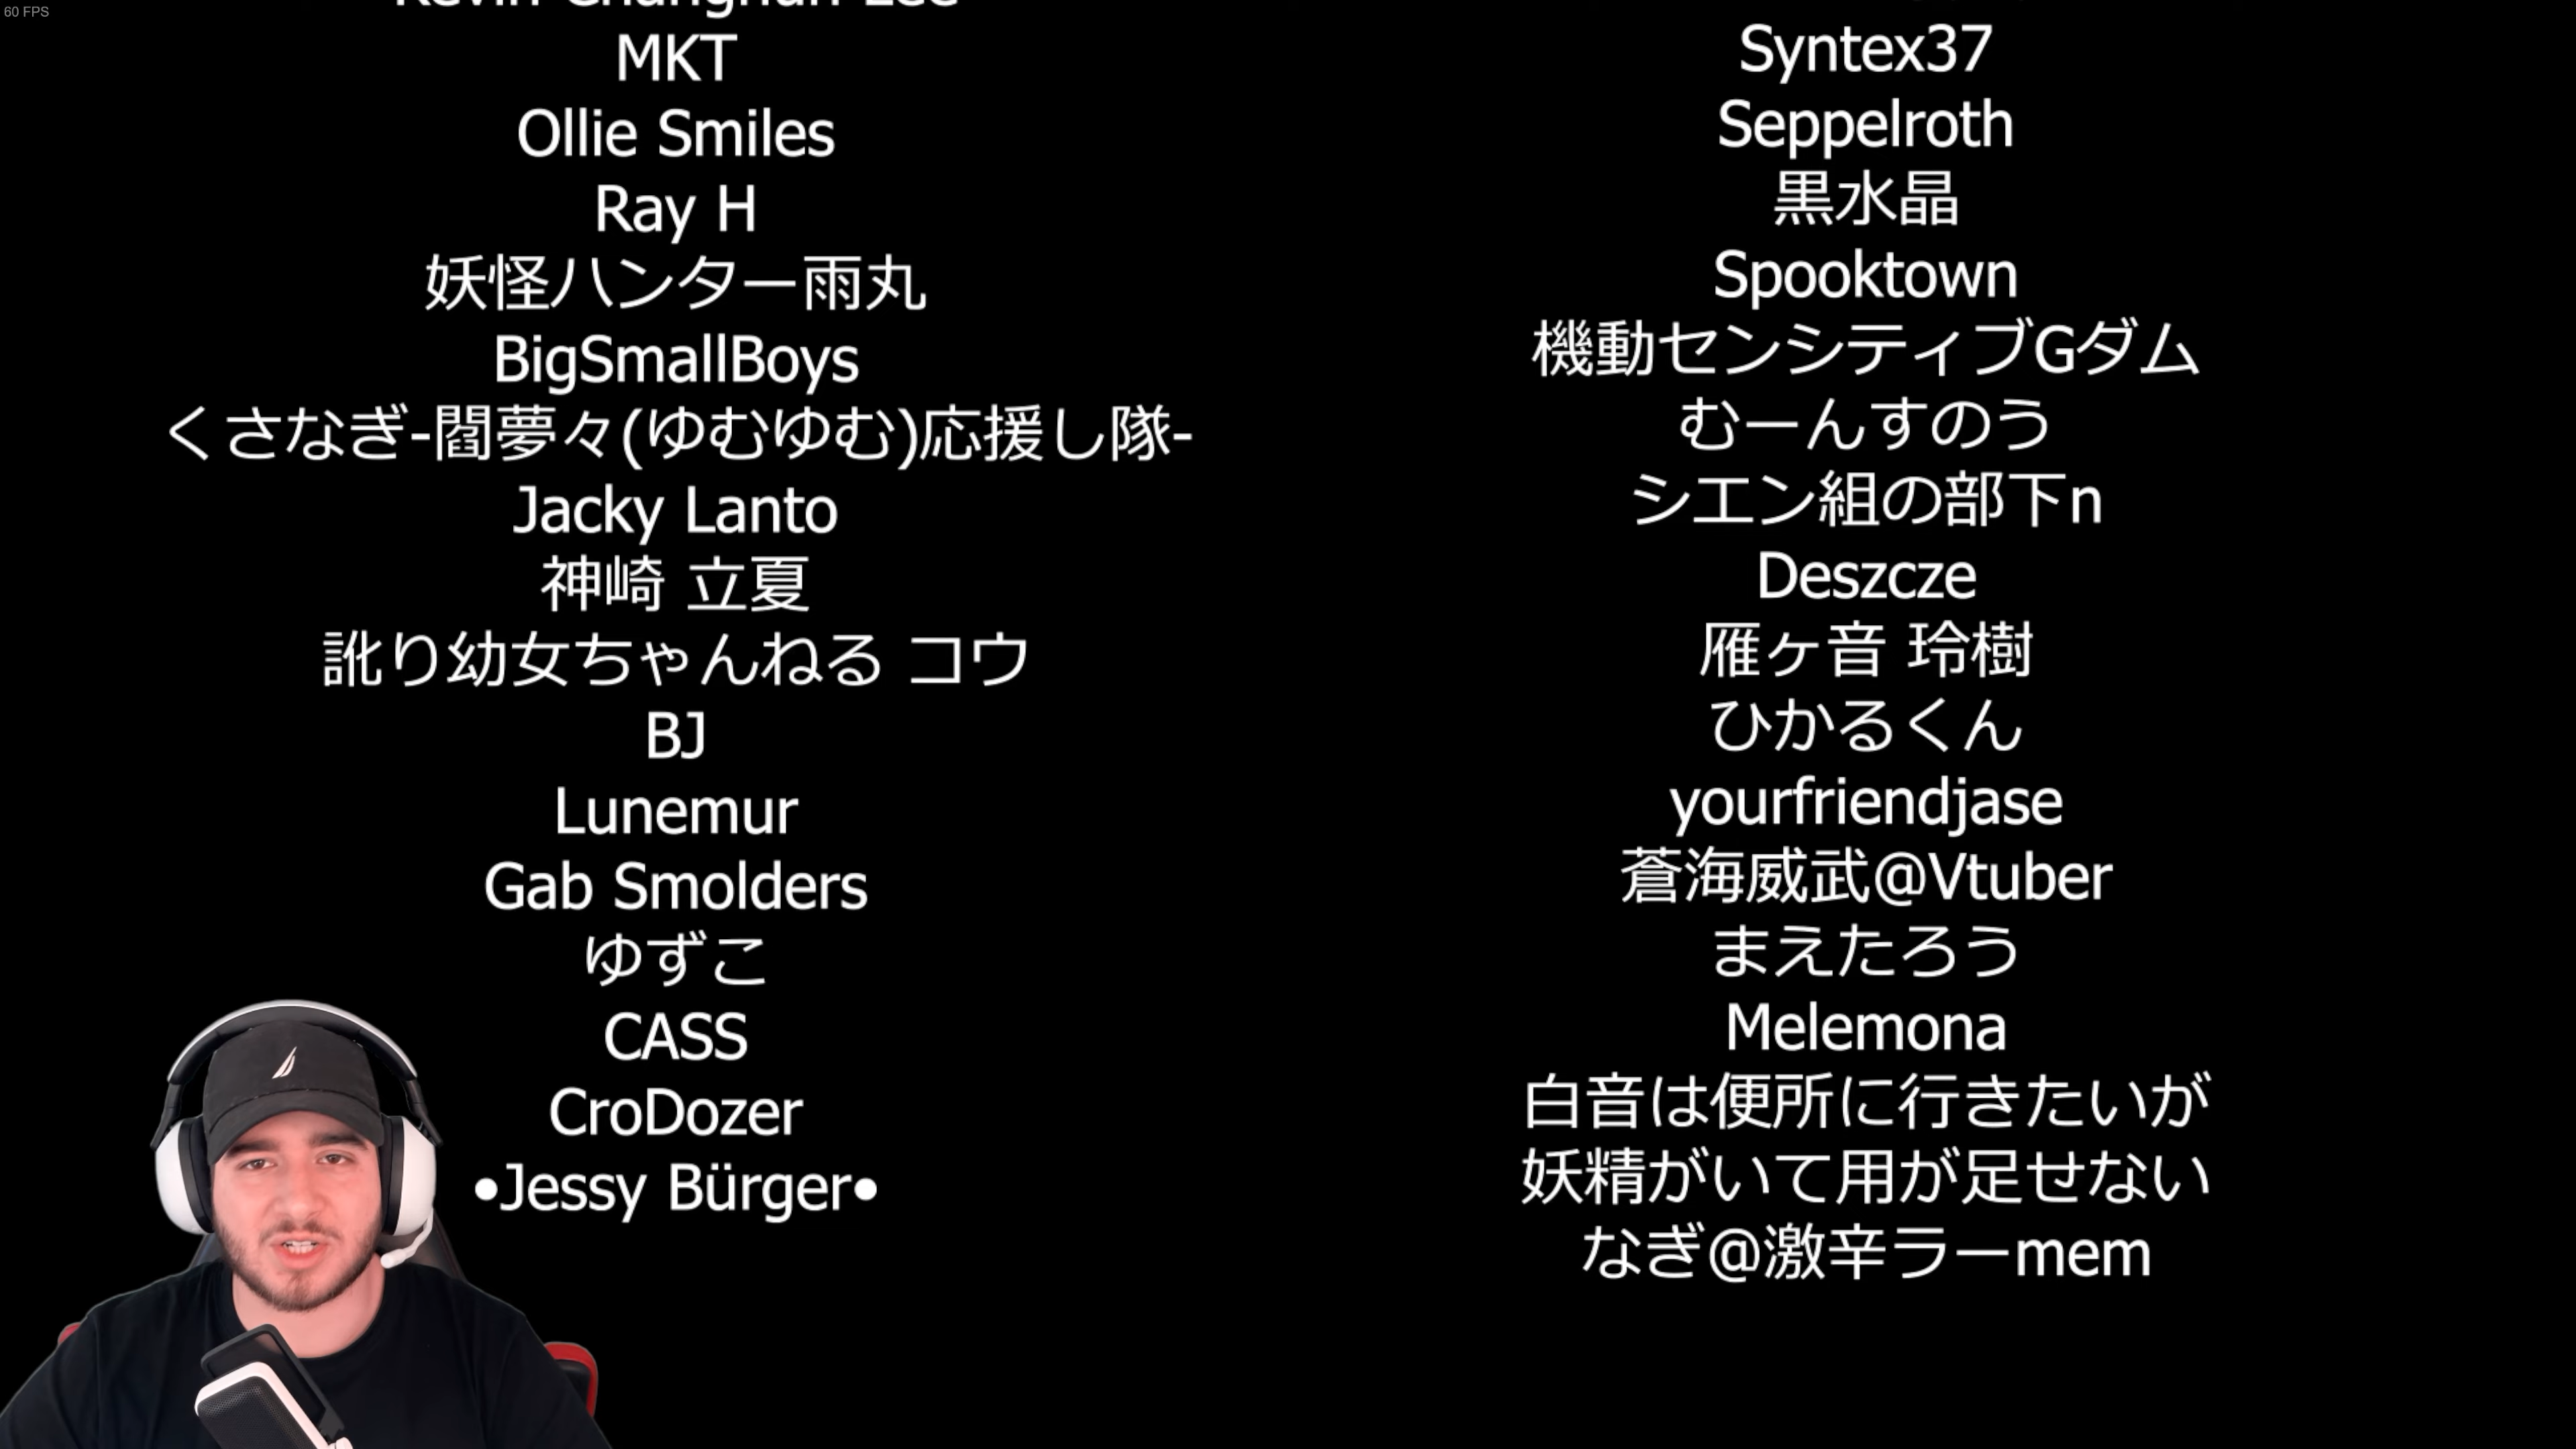 60 FPS
Kevin Changhun Lee
MKT
Ollie Smiles
Ray H
妖怪ハンター雨丸
BigSmallBoys
くさなぎ-閻夢々(ゆむゆむ)応援し隊-
Jacky Lanto
神崎 立夏
訛り幼女ちゃんねる コウ
BJ
Lunemur
Gab Smolders
ゆずこ
CASS
CroDozer
•Jessy Bürger•
Syntex37
Seppelroth
黒水晶
Spooktown
機動センシティブGダム
むーんすのう
シエン組の部下n
Deszcze
雁ヶ音 玲樹
ひかるくん
yourfriendjase
蒼海威武@Vtuber
まえたろう
Melemona
白音は便所に行きたいが
妖精がいて用が足せない
なぎ@激辛ラーmem